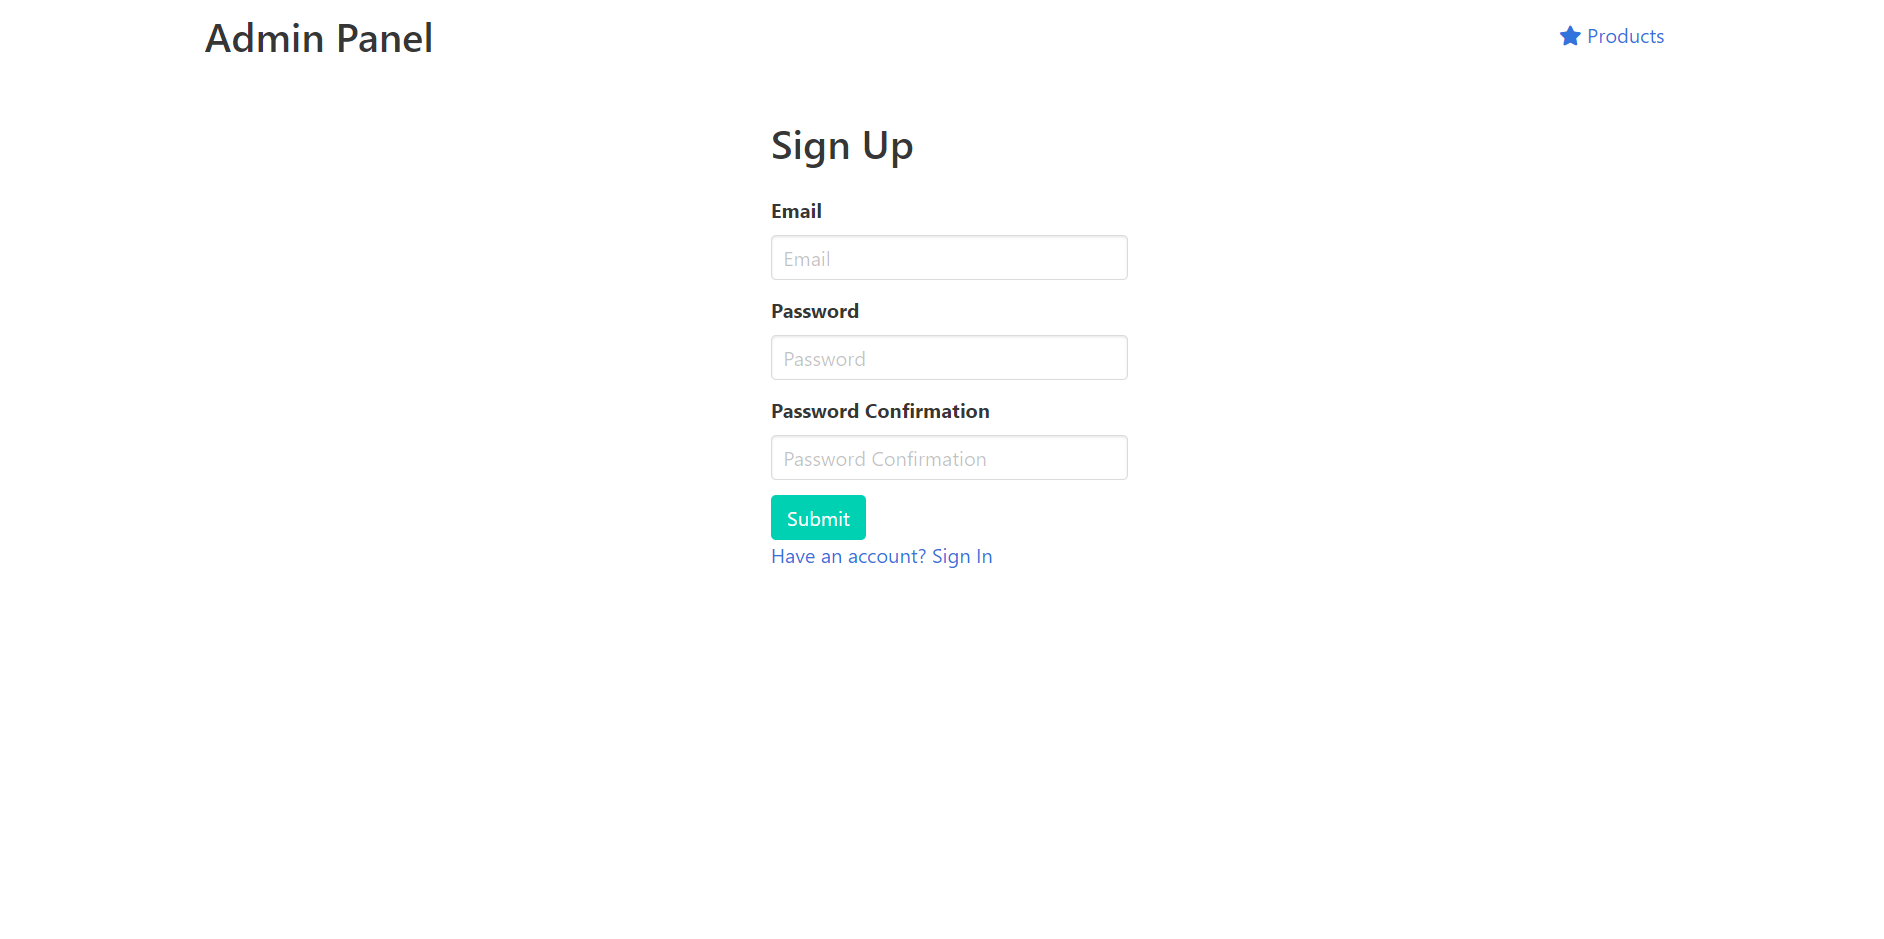 Admin Panel
Products
Sign Up
Email
Email
Password
Password
Password Confirmation
Password Confirmation
Submit
Have an account? Sign In